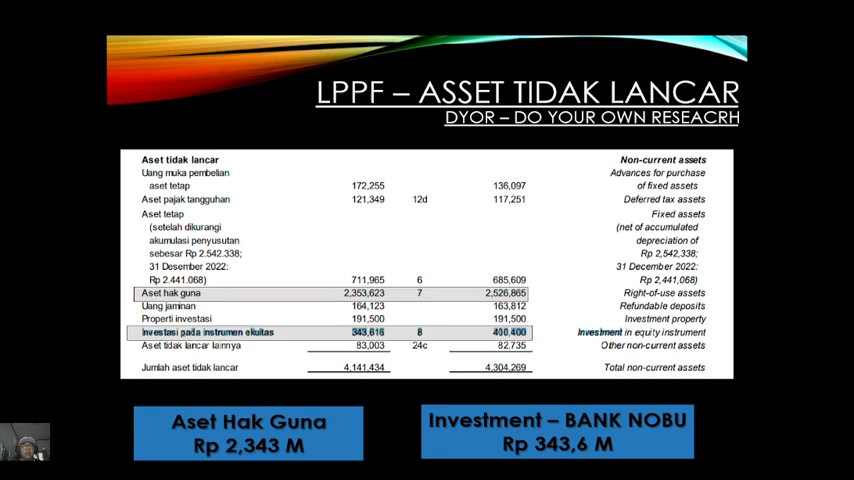 LPPF – ASSET TIDAK LANCAR
DYOR – DO YOUR OWN RESEACRH
Aset tidak lancar Non-current assets
Uang muka pembelian Advances for purchase
aset tetap 172,255 136,097 of fixed assets
Aset pajak tangguhan 121,349 12d 117,251 Deferred tax assets
Aset tetap Fixed assets
(setelah dikurangi (net of accumulated
akumulasi penyusutan depreciation of
sebesar Rp 2.542.338; Rp 2,542,338;
31 Desember 2022: 31 December 2022:
Rp 2.441.068) 711,965 6 685,609 Rp 2,441,068)
Aset hak guna 2,353,623 7 2,526,865 Right-of-use assets
Uang jaminan 164,123 163,812 Refundable deposits
Properti investasi 191,500 191,500 Investment property
Investasi pada instrumen ekuitas 343,616 8 400,400 Investment in equity instrument
Aset tidak lancar lainnya 83,003 24c 82,735 Other non-current assets
Jumlah aset tidak lancar 4,141,434 4,304,269 Total non-current assets
Aset Hak Guna
Rp 2,343 M
Investment – BANK NOBU
Rp 343,6 M